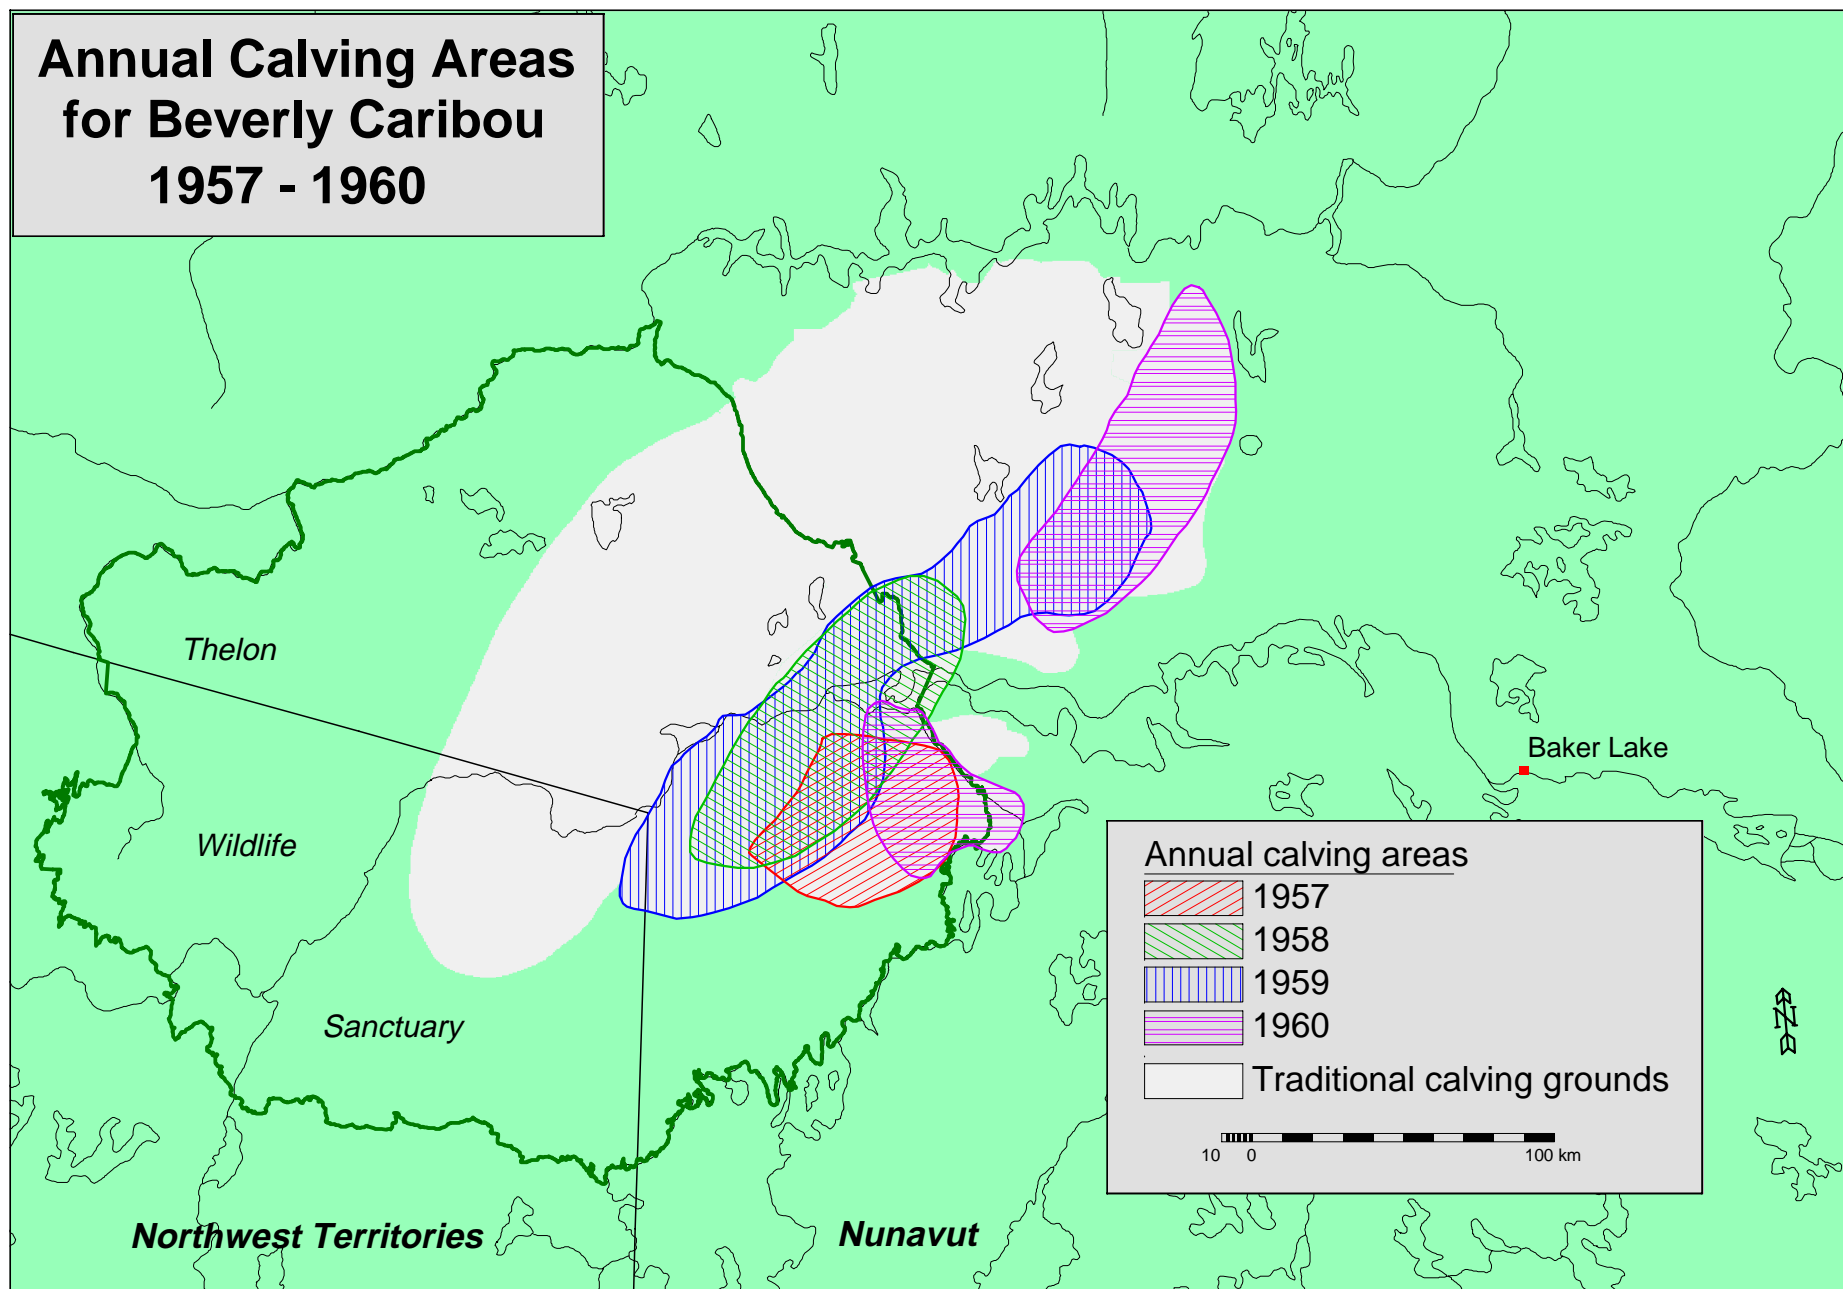 Annual Calving Areas
for Beverly Caribou
1957 - 1960
Thelon
Wildlife
Sanctuary
Baker Lake
Annual calving areas
1957
1958
1959
1960
Traditional calving grounds
10 0 100 km
N
Northwest Territories
Nunavut